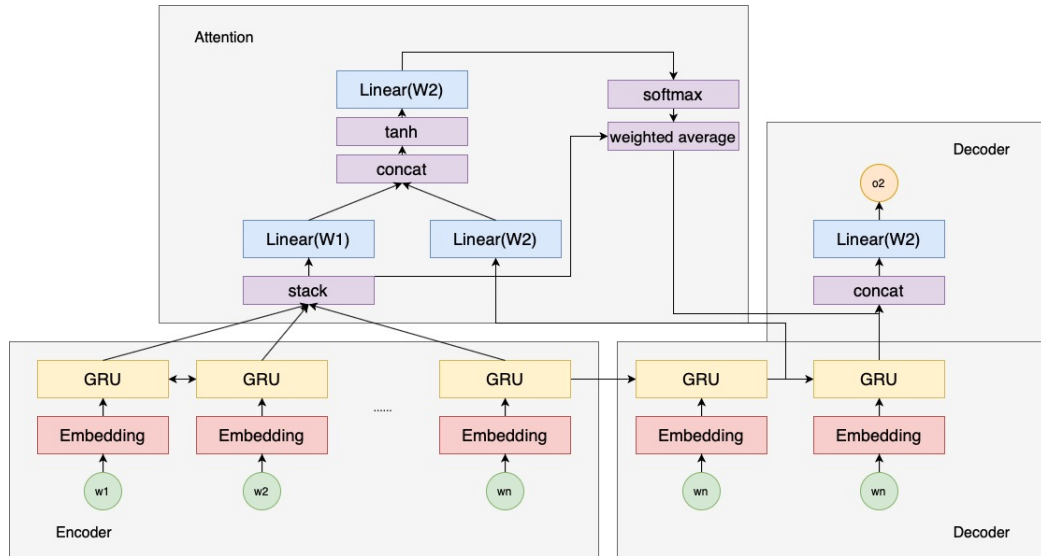 Attention
Linear(W2)
softmax
tanh
weighted average
concat
Linear(W1)
Linear(W2)
stack
Decoder
o2
Linear(W2)
concat
GRU
GRU
GRU
GRU
GRU
......
Embedding
Embedding
Embedding
Embedding
Embedding
w1
w2
wn
wn
wn
Encoder
Decoder